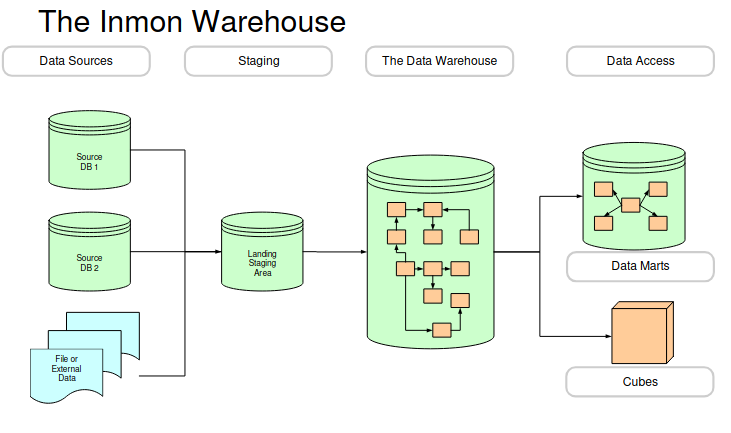 The Inmon Warehouse
Data Sources
Staging
The Data Warehouse
Data Access
Source
DB 1
Source
DB 2
File or
External
Data
Landing
Staging
Area
Data Marts
Cubes